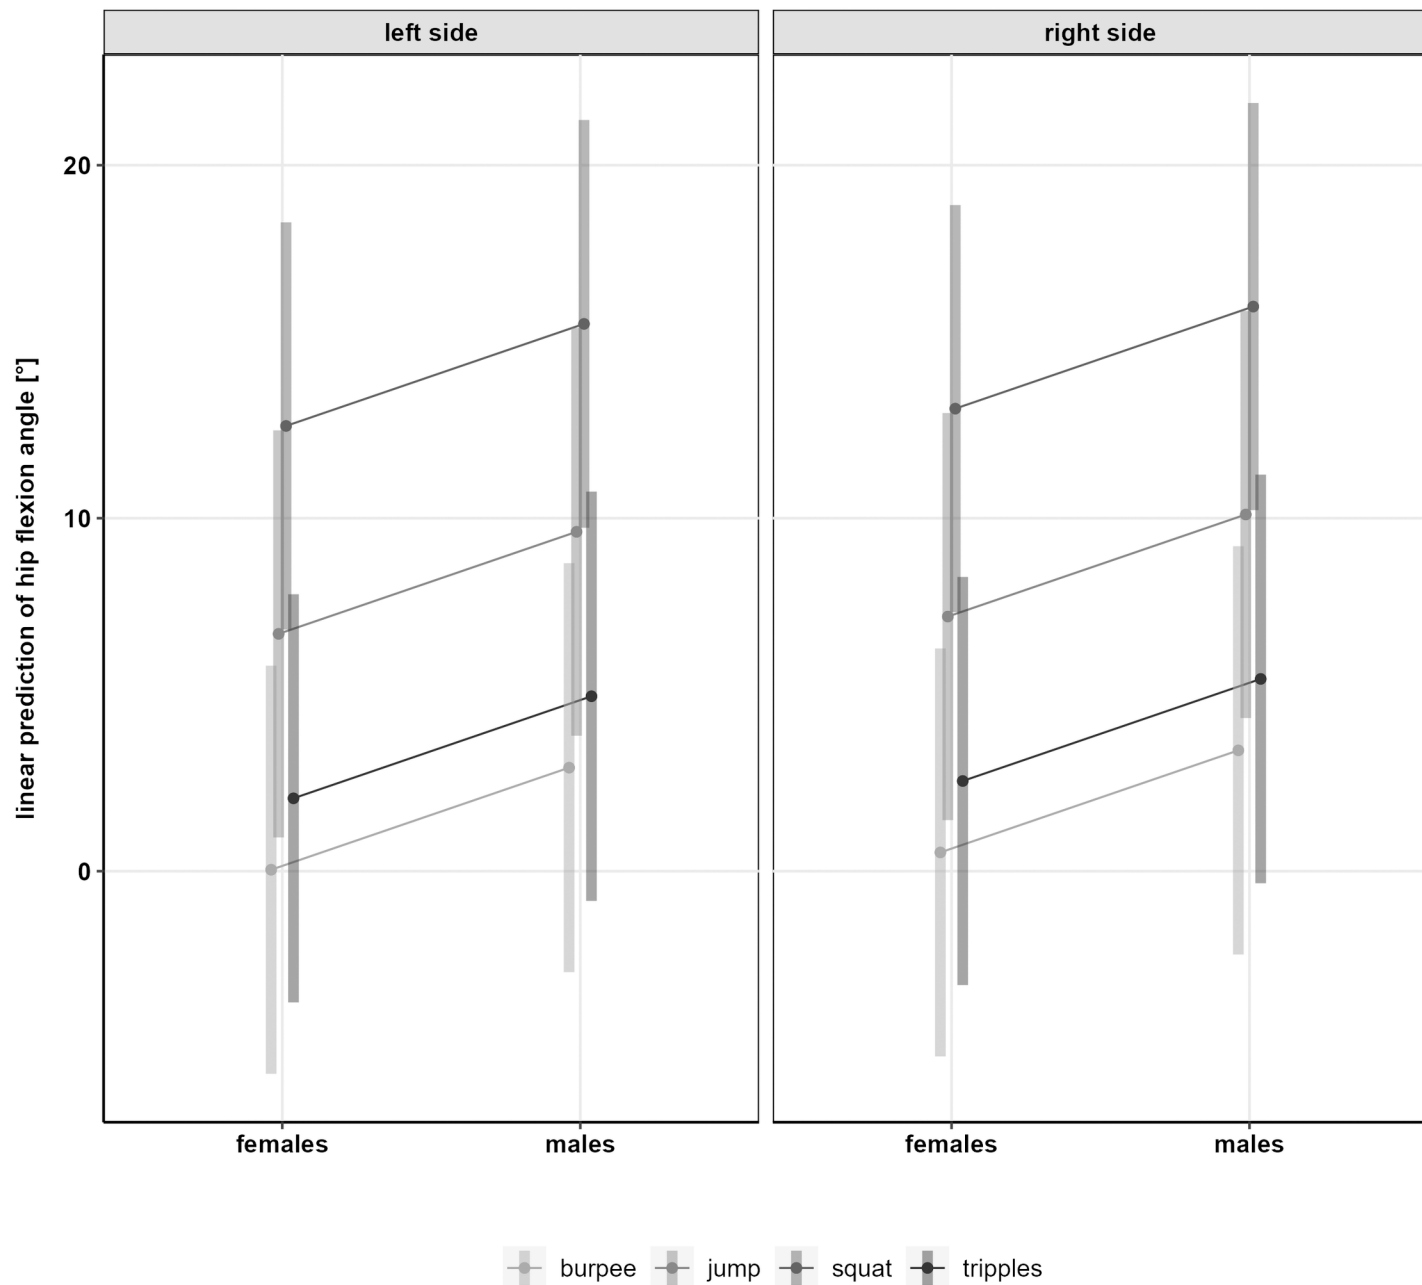 left side
right side
linear prediction of hip flexion angle [°]
20
10
0
females
males
females
males
burpee
jump
squat
tripples